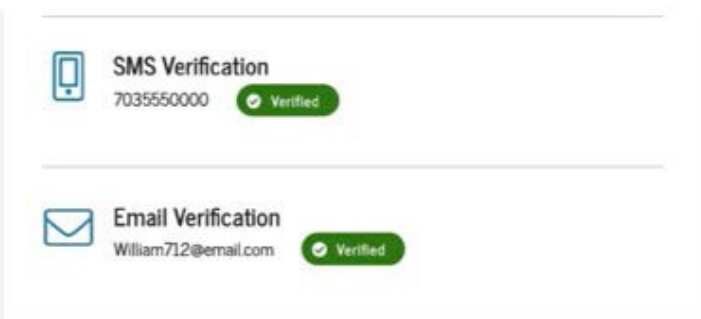 SMS Verification
7035550000 Verified
Email Verification
William712@email.com Verified